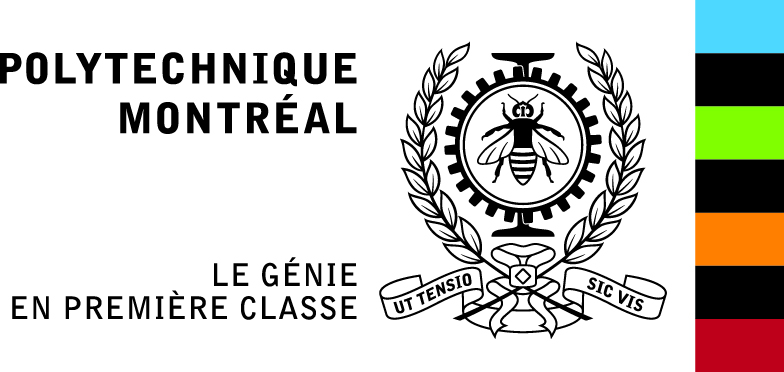 POLYTECHNIQUE
MONTRÉAL
LE GÉNIE
EN PREMIÈRE CLASSE
UT TENSIO
SIC VIS